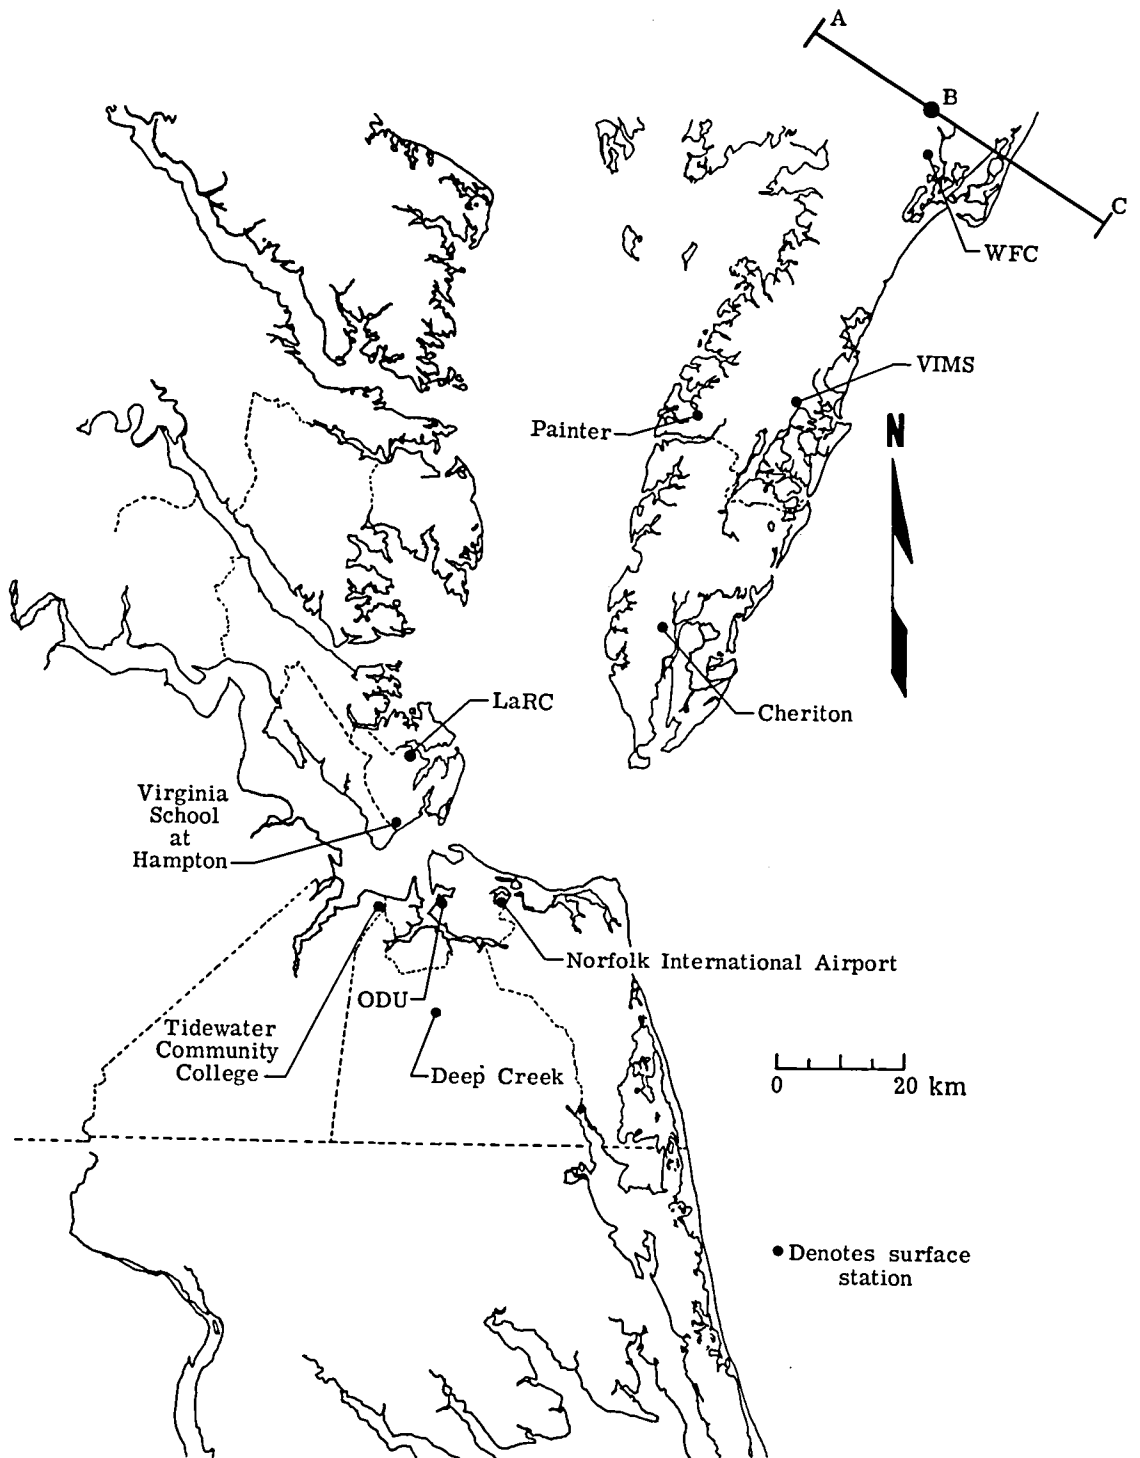 A
B
C
WFC
VIMS
Painter
N
LaRC
Cheriton
Virginia
School
at
Hampton
Norfolk International Airport
ODU
Tidewater
Community
College
Deep Creek
0 20 km
Denotes surface
station